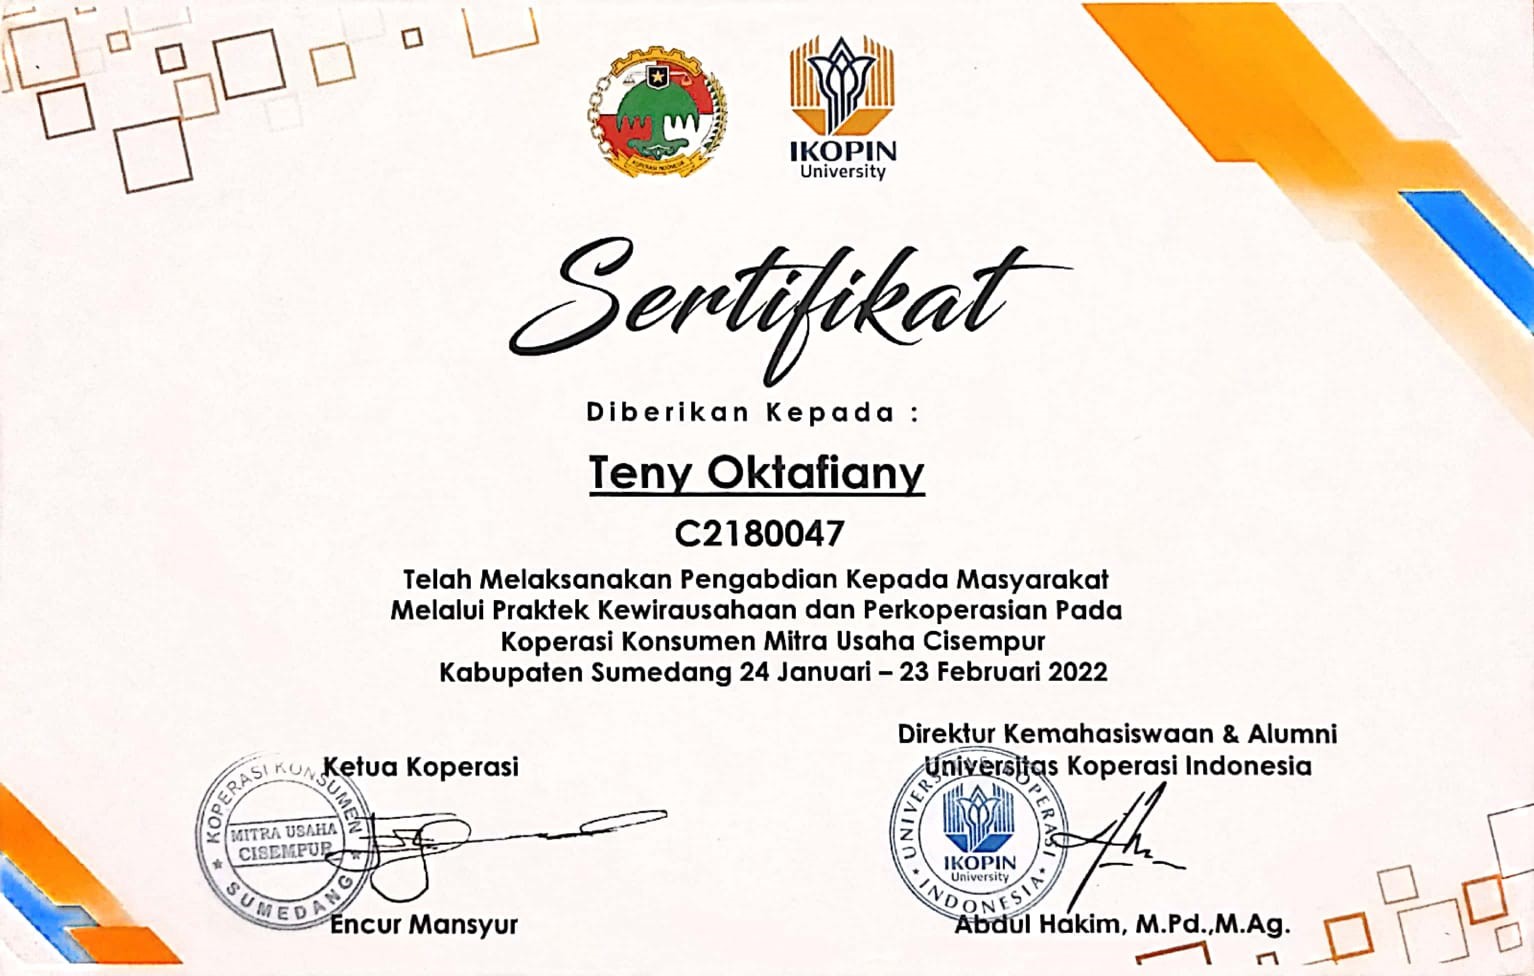 KOPERASI INDONESIA
IKOPIN
University
Sertifikat
Diberikan Kepada :
Teny Oktafiany
C2180047
Telah Melaksanakan Pengabdian Kepada Masyarakat
Melalui Praktek Kewirausahaan dan Perkoperasian Pada
Koperasi Konsumen Mitra Usaha Cisempur
Kabupaten Sumedang 24 Januari – 23 Februari 2022
Ketua Koperasi
KOPERASI KONSUMEN
MITRA USAHA
CISEMPUR
SUMEDANG
Encur Mansyur
Direktur Kemahasiswaan & Alumni
Universitas Koperasi Indonesia
UNIVERSITAS KOPERASI
IKOPIN
University
INDONESIA
Abdul Hakim, M.Pd.,M.Ag.